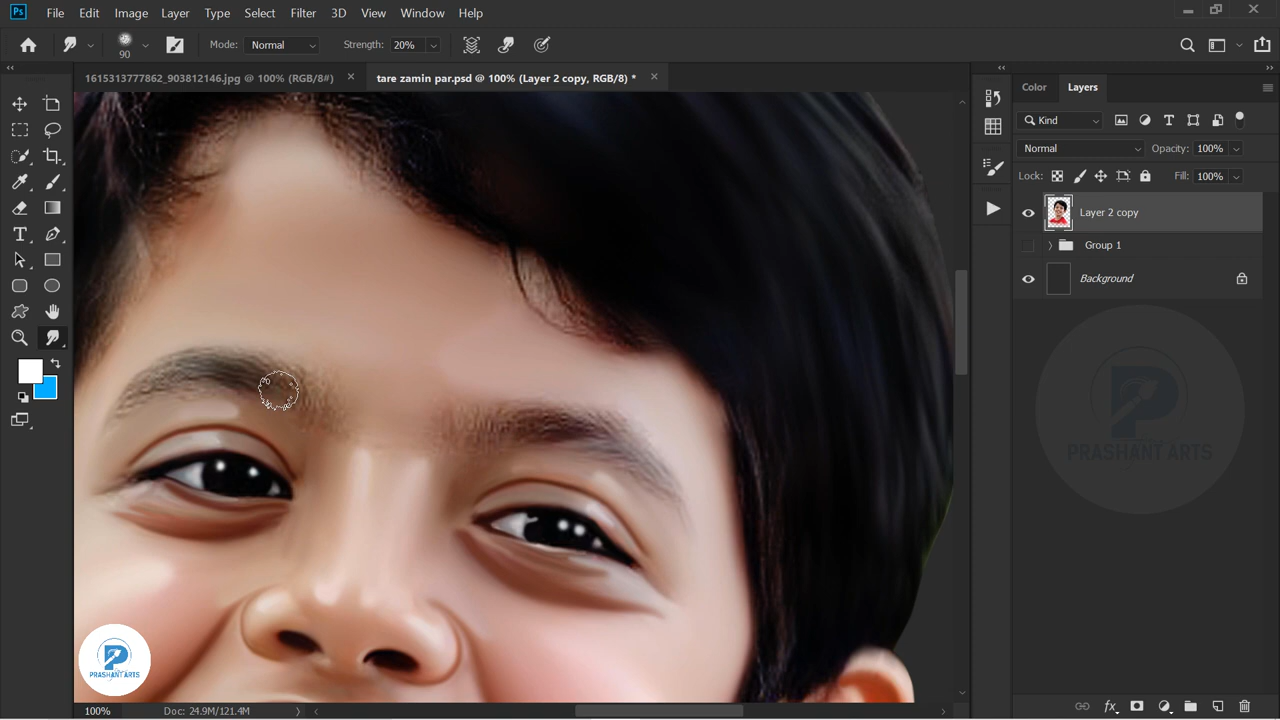 Ps File Edit Image Layer Type Select Filter 3D View Window Help
90 Mode: Normal Strength: 20%
1615313777862_903812146.jpg @ 100% (RGB/8#) × tare zamin par.psd @ 100% (Layer 2 copy, RGB/8) * ×
Color Layers
Kind
Normal Opacity: 100%
Lock: Fill: 100%
Layer 2 copy
Group 1
Background
PRASHANT ARTS
PRASHANT ARTS
100% Doc: 24.9M/121.4M